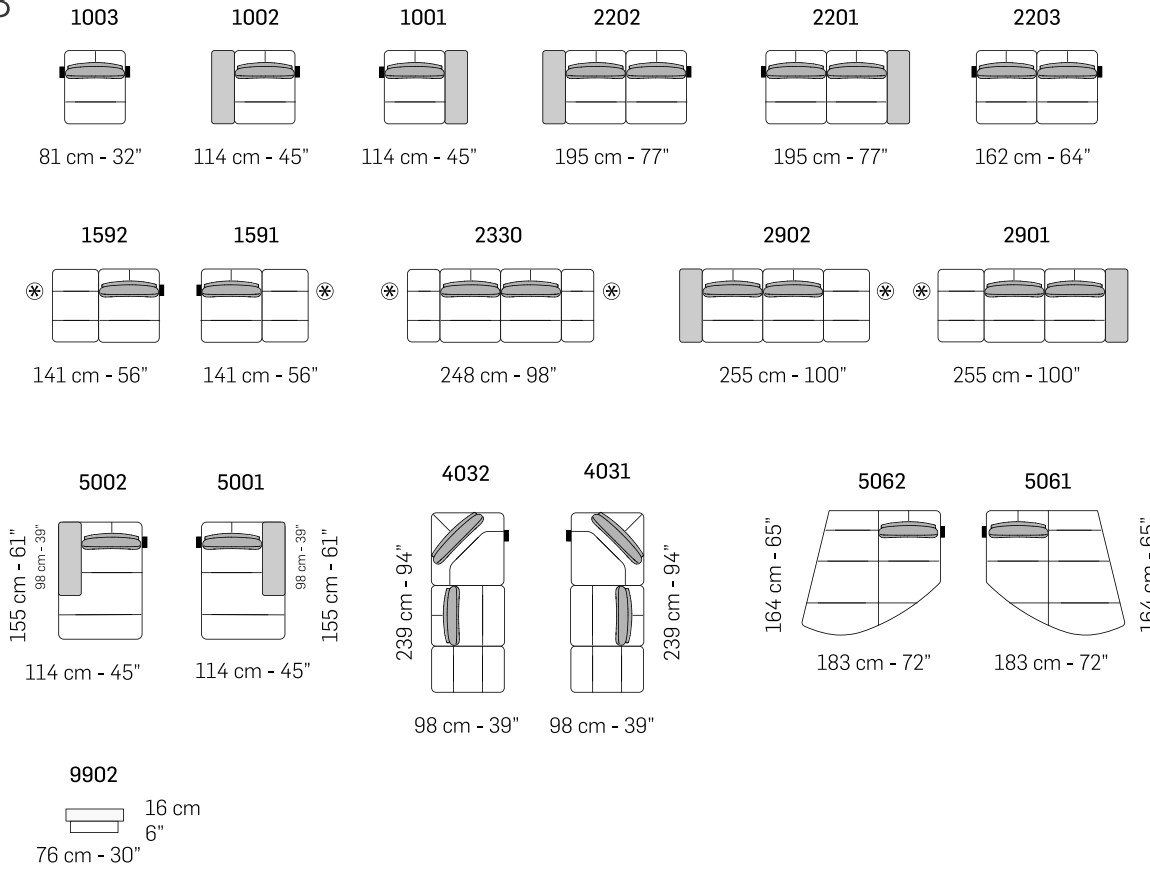 1003 1002 1001 2202 2201 2203
81 cm - 32” 114 cm - 45” 114 cm - 45” 195 cm - 77” 195 cm - 77” 162 cm - 64”
1592 1591 2330 2902 2901
141 cm - 56” 141 cm - 56” 248 cm - 98” 255 cm - 100” 255 cm - 100”
5002 5001 4032 4031 5062 5061
155 cm - 61” 98 cm - 39” 98 cm - 39” 155 cm - 61” 239 cm - 94” 239 cm - 94” 164 cm - 65” 164 cm - 65”
114 cm - 45” 114 cm - 45” 183 cm - 72” 183 cm - 72”
98 cm - 39” 98 cm - 39”
9902
16 cm
6”
76 cm - 30”